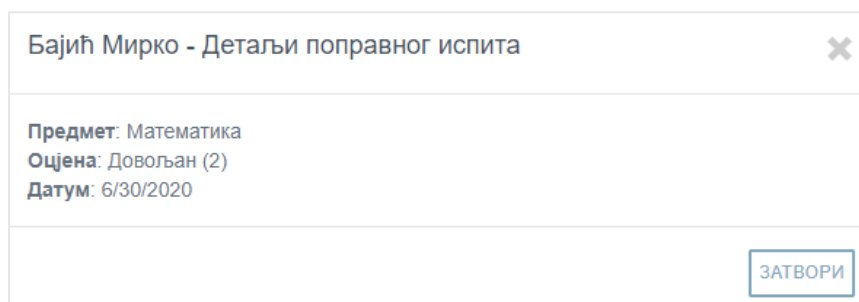 Бајић Мирко - Детаљи поправног испита
Предмет: Математика
Оцјена: Довољан (2)
Датум: 6/30/2020
ЗАТВОРИ